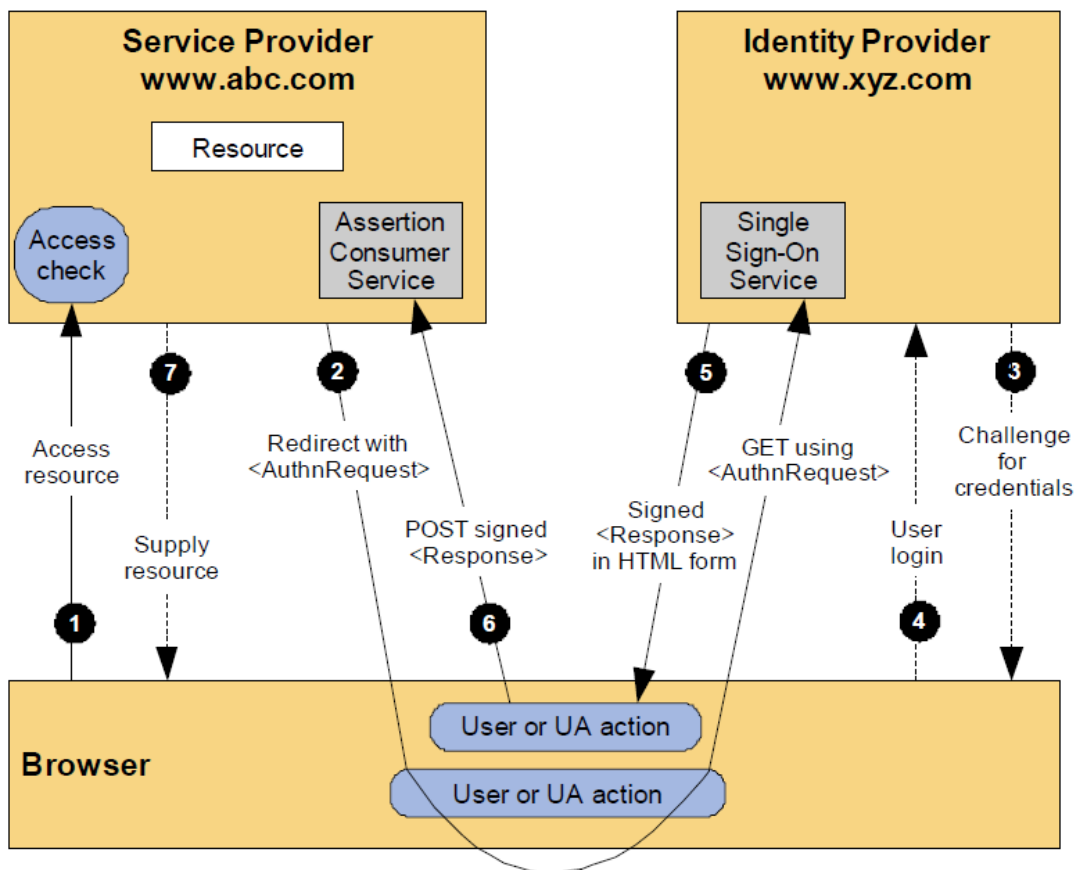 Service Provider
www.abc.com
Identity Provider
www.xyz.com
Resource
Access
check
Assertion
Consumer
Service
Single
Sign-On
Service
7
2
5
3
Access
resource
Redirect with
<AuthnRequest>
GET using
<AuthnRequest>
Challenge
for
credentials
Supply
resource
POST signed
<Response>
Signed
<Response>
in HTML form
User
login
1
6
4
User or UA action
Browser
User or UA action